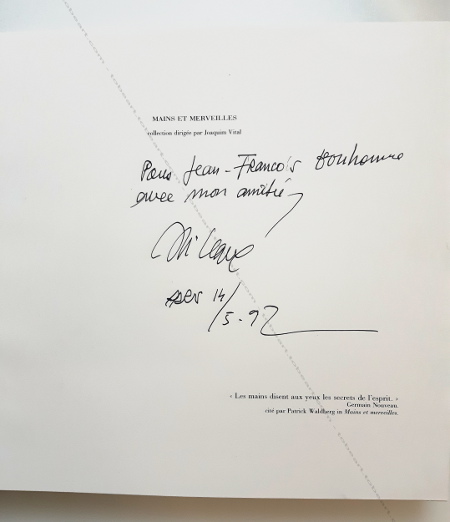 MAINS ET MERVEILLES
collection dirigée par Joaquim Vital
Pour Jean-François Bonhomme
avec mon amitié,
14/5-92
« Les mains disent aux yeux les secrets de l'esprit. »
Germain Nouveau.
cité par Patrick Waldberg in Mains et merveilles.